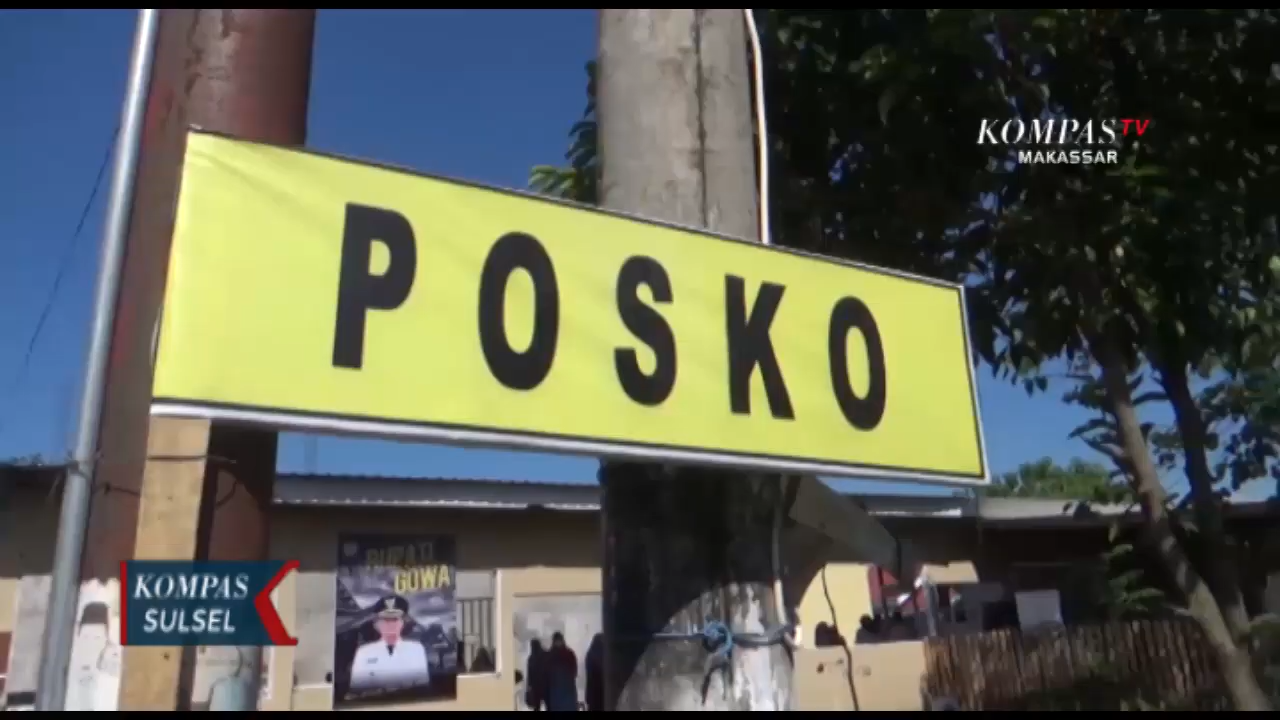 KOMPASTV
MAKASSAR
POSKO
BUPATI
GOWA
KOMPAS
SULSEL